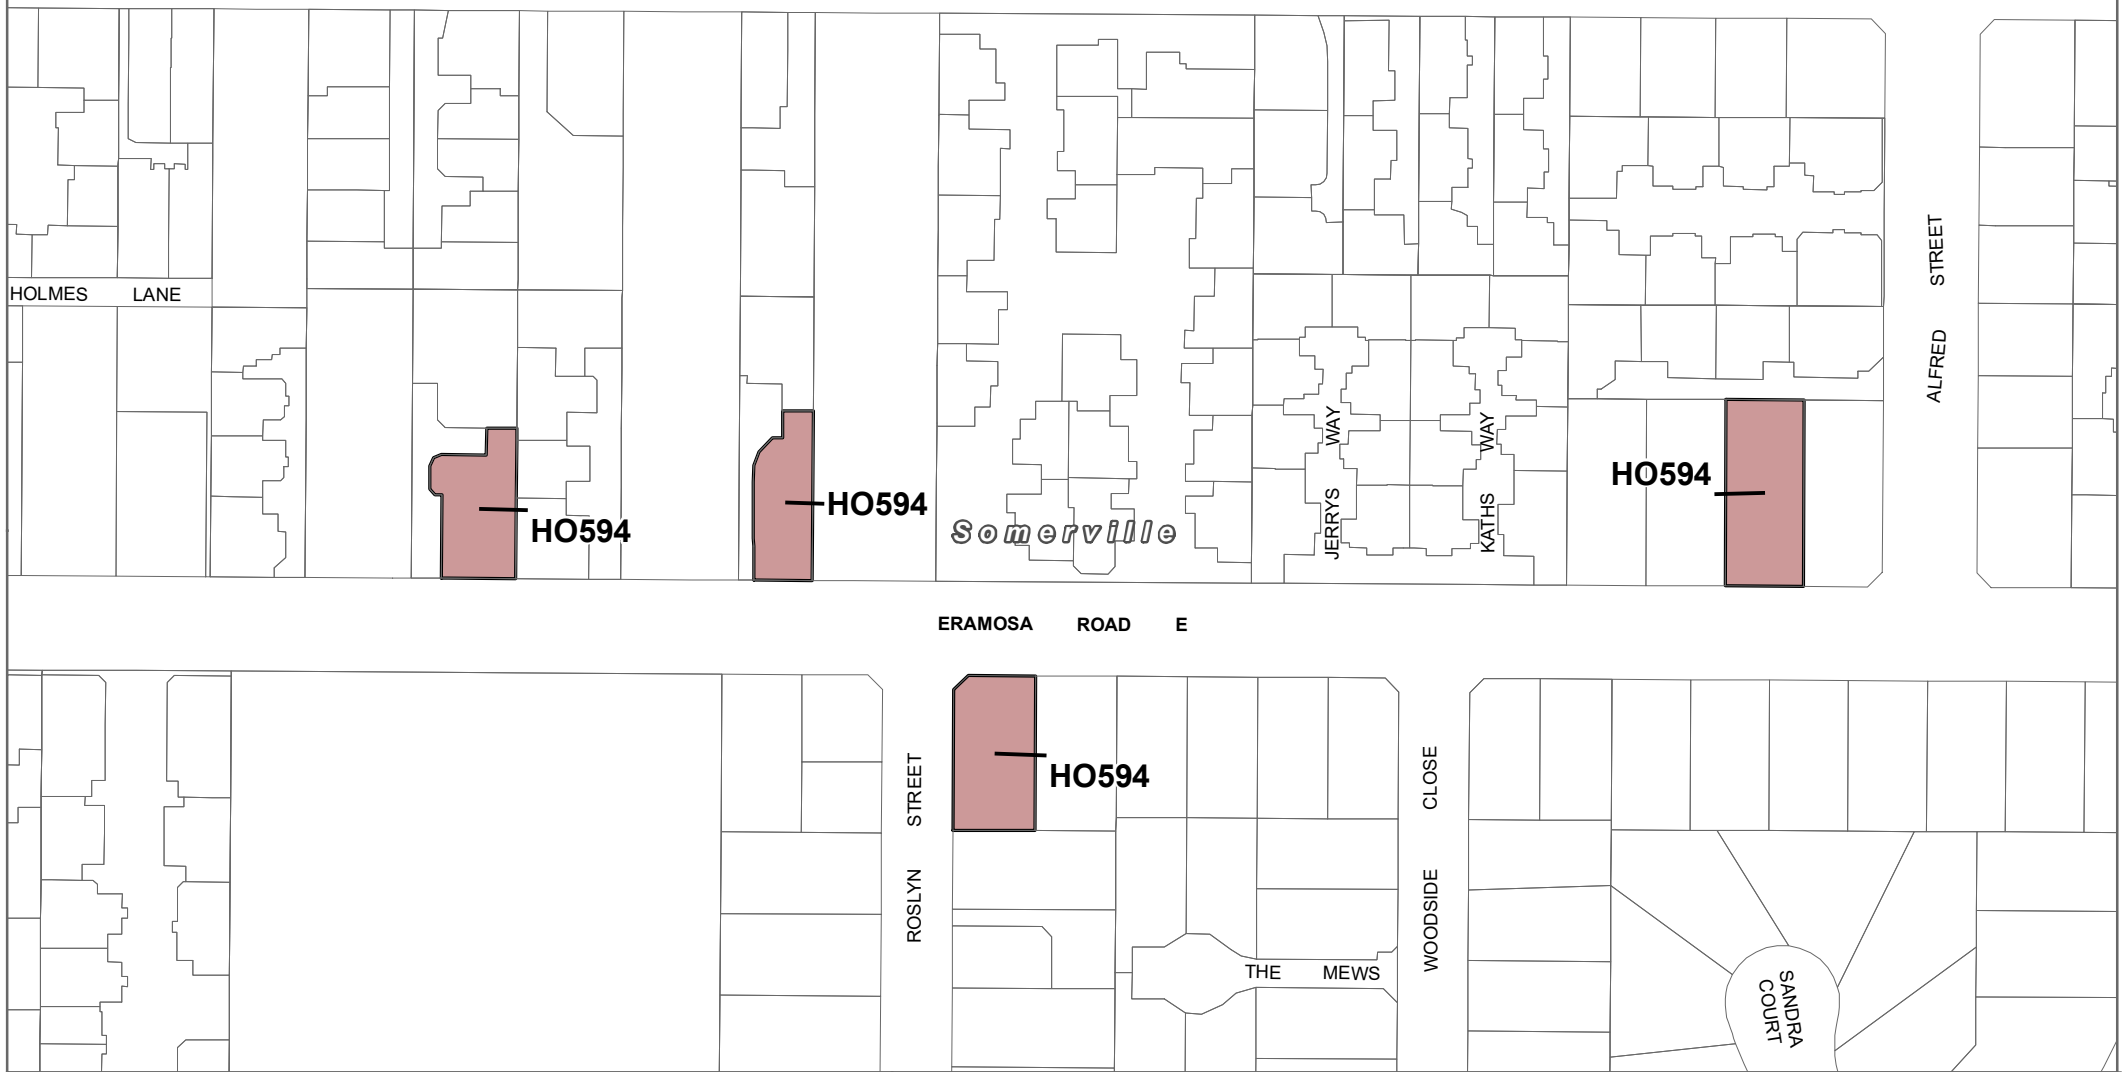 HOLMES LANE
ALFRED STREET
JERRYS WAY
KATHS WAY
HO594
HO594
HO594
HO594
Somerville
ERAMOSA ROAD E
HO594
ROSLYN STREET
WOODSIDE CLOSE
THE MEWS
SANDRA
COURT